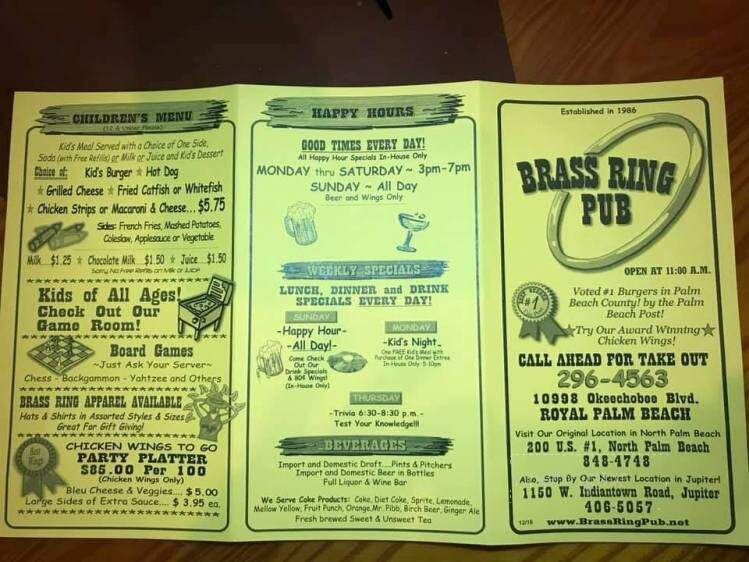 CHILDREN'S MENU
(12 & Under Please)
Kid's Meal Served with a Choice of One Side,
Soda (with Free Refills) or Milk or Juice and Kid's Dessert
Choice of: Kid's Burger ★ Hot Dog
★ Grilled Cheese ★ Fried Catfish or Whitefish
★ Chicken Strips or Macaroni & Cheese... $5.75
Sides: French Fries, Mashed Potatoes,
Coleslaw, Applesauce or Vegetable
Milk...$1.25 ★ Chocolate Milk...$1.50 ★ Juice...$1.50
Sorry No Free Refills on Milk or Juice
Kids of All Ages!
Check Out Our
Game Room!
Board Games
~Just Ask Your Server~
Chess - Backgammon - Yahtzee and Others
BRASS RING APPAREL AVAILABLE
Hats & Shirts in Assorted Styles & Sizes
Great For Gift Giving!
Best Wings
CHICKEN WINGS TO GO
PARTY PLATTER
$85.00 Per 100
(Chicken Wings Only)
Bleu Cheese & Veggies.... $5.00
Large Sides of Extra Sauce.... $3.95 ea.
HAPPY HOURS
GOOD TIMES EVERY DAY!
All Happy Hour Specials In-House Only
MONDAY thru SATURDAY ~ 3pm-7pm
SUNDAY ~ All Day
Beer and Wings Only
WEEKLY SPECIALS
LUNCH, DINNER and DRINK
SPECIALS EVERY DAY!
SUNDAY
~Happy Hour~
~All Day!~
Come Check
Out Our
Drink Specials
& 80¢ Wings!
(In-House Only)
MONDAY
~Kid's Night~
One FREE Kid's Meal with
Purchase of One Dinner Entree
In House Only 5-10pm
THURSDAY
~Trivia 6:30-8:30 p.m.~
Test Your Knowledge!!!
BEVERAGES
Import and Domestic Draft.....Pints & Pitchers
Import and Domestic Beer in Bottles
Full Liquor & Wine Bar
We Serve Coke Products: Coke, Diet Coke, Sprite, Lemonade,
Mellow Yellow, Fruit Punch, Orange, Mr. Pibb, Birch Beer, Ginger Ale
Fresh brewed Sweet & Unsweet Tea
Established in 1986
BRASS RING
PUB
OPEN AT 11:00 A.M.
#1
Voted #1 Burgers in Palm
Beach County! by the Palm
Beach Post!
★Try Our Award Winning★
Chicken Wings!
CALL AHEAD FOR TAKE OUT
296-4563
10998 Okeechobee Blvd.
ROYAL PALM BEACH
Visit Our Original Location in North Palm Beach
200 U.S. #1, North Palm Beach
848-4748
Also, Stop By Our Newest Location in Jupiter!
1150 W. Indiantown Road, Jupiter
406-5057
12/18 www.BrassRingPub.net